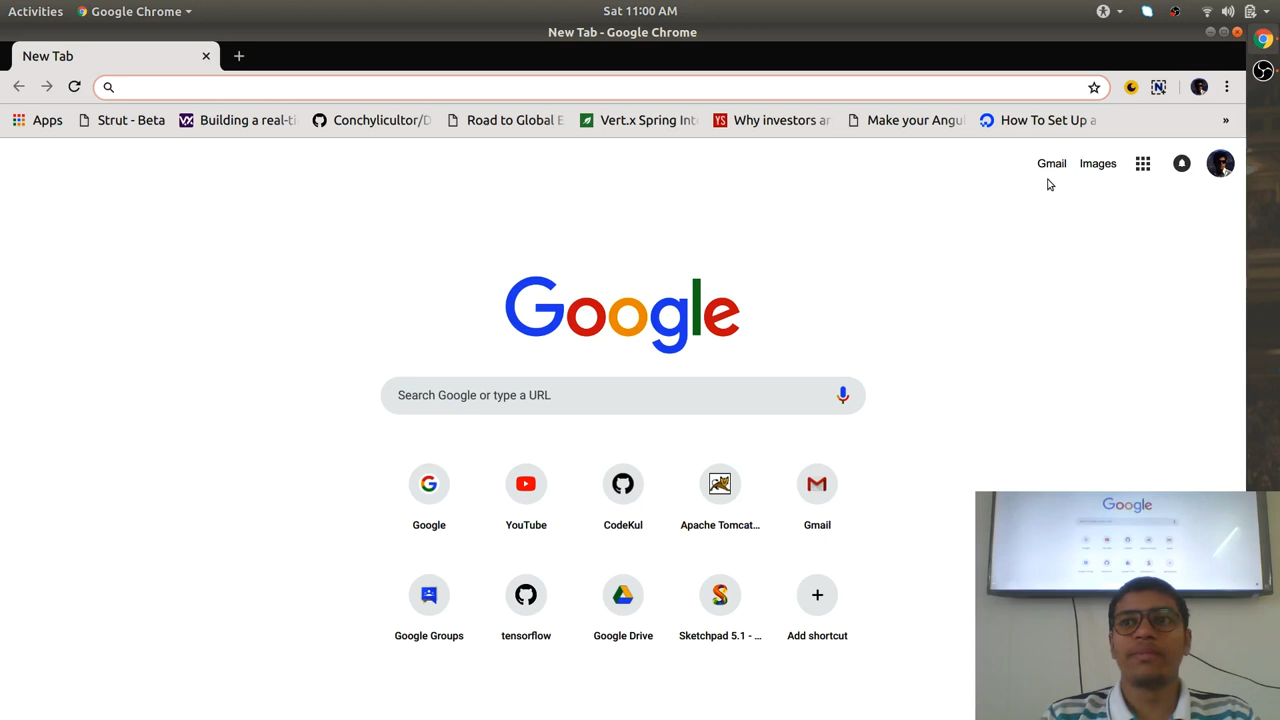 Activities Google Chrome Sat 11:00 AM
New Tab - Google Chrome
New Tab
Apps Strut - Beta Building a real-ti Conchylicultor/D Road to Global E Vert.x Spring Inte Why investors ar Make your Angul How To Set Up a »
Gmail Images
Google
Search Google or type a URL
Google YouTube CodeKul Apache Tomcat... Gmail
Google Groups tensorflow Google Drive Sketchpad 5.1 - ... Add shortcut
Google